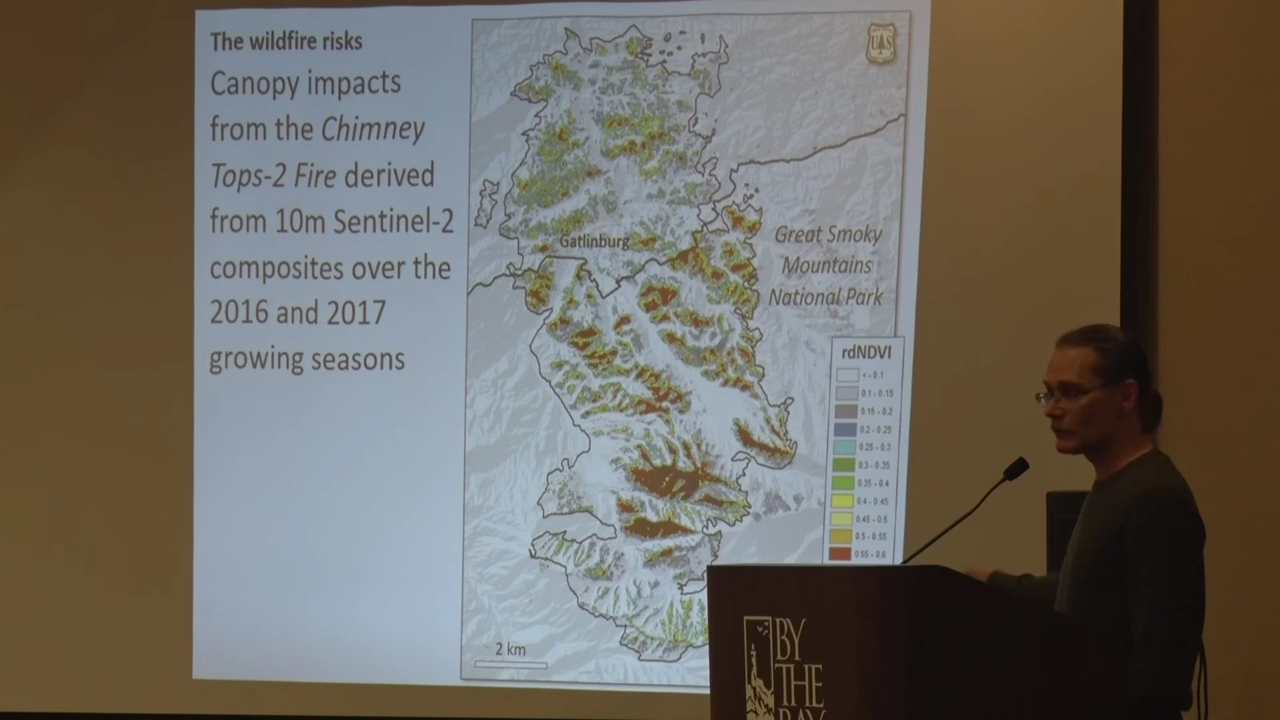 The wildfire risks
Canopy impacts
from the Chimney
Tops-2 Fire derived
from 10m Sentinel-2
composites over the
2016 and 2017
growing seasons
UAS
Gatlinburg
Great Smoky
Mountains
National Park
rdNDVI
< - 0.1
0.1 - 0.15
0.15 - 0.2
0.2 - 0.25
0.25 - 0.3
0.3 - 0.35
0.35 - 0.4
0.4 - 0.45
0.45 - 0.5
0.5 - 0.55
0.55 - 0.6
2 km
BY
THE
BAY